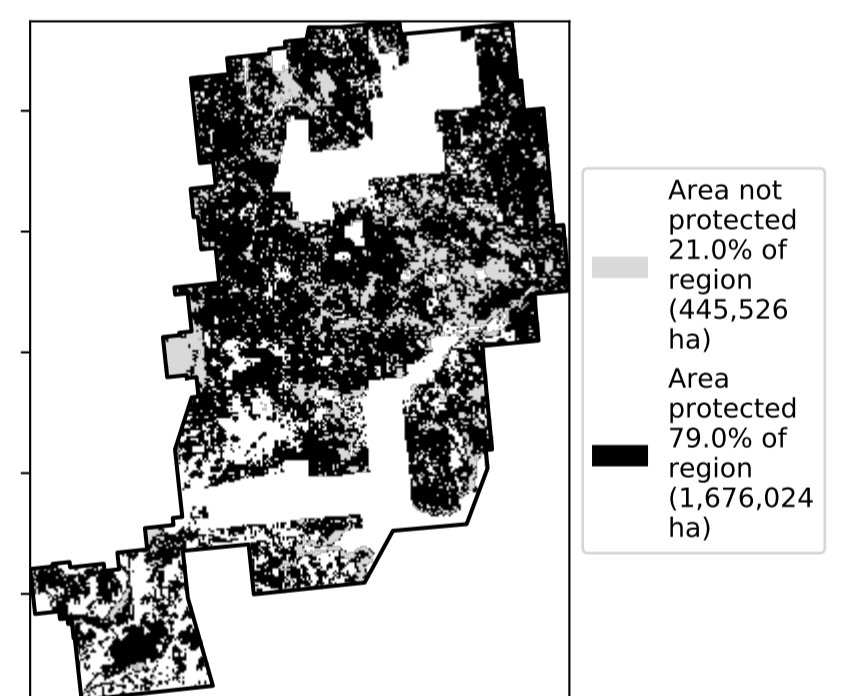 Area not
protected
21.0% of
region
(445,526
ha)
Area
protected
79.0% of
region
(1,676,024
ha)